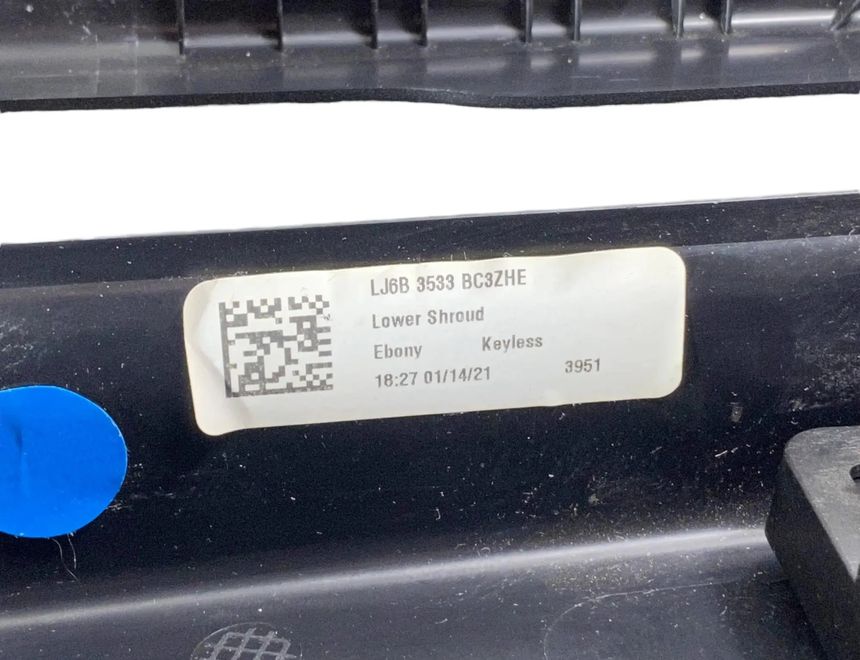 LJ6B 3533 BC3ZHE
Lower Shroud
Ebony Keyless
18:27 01/14/21 3951